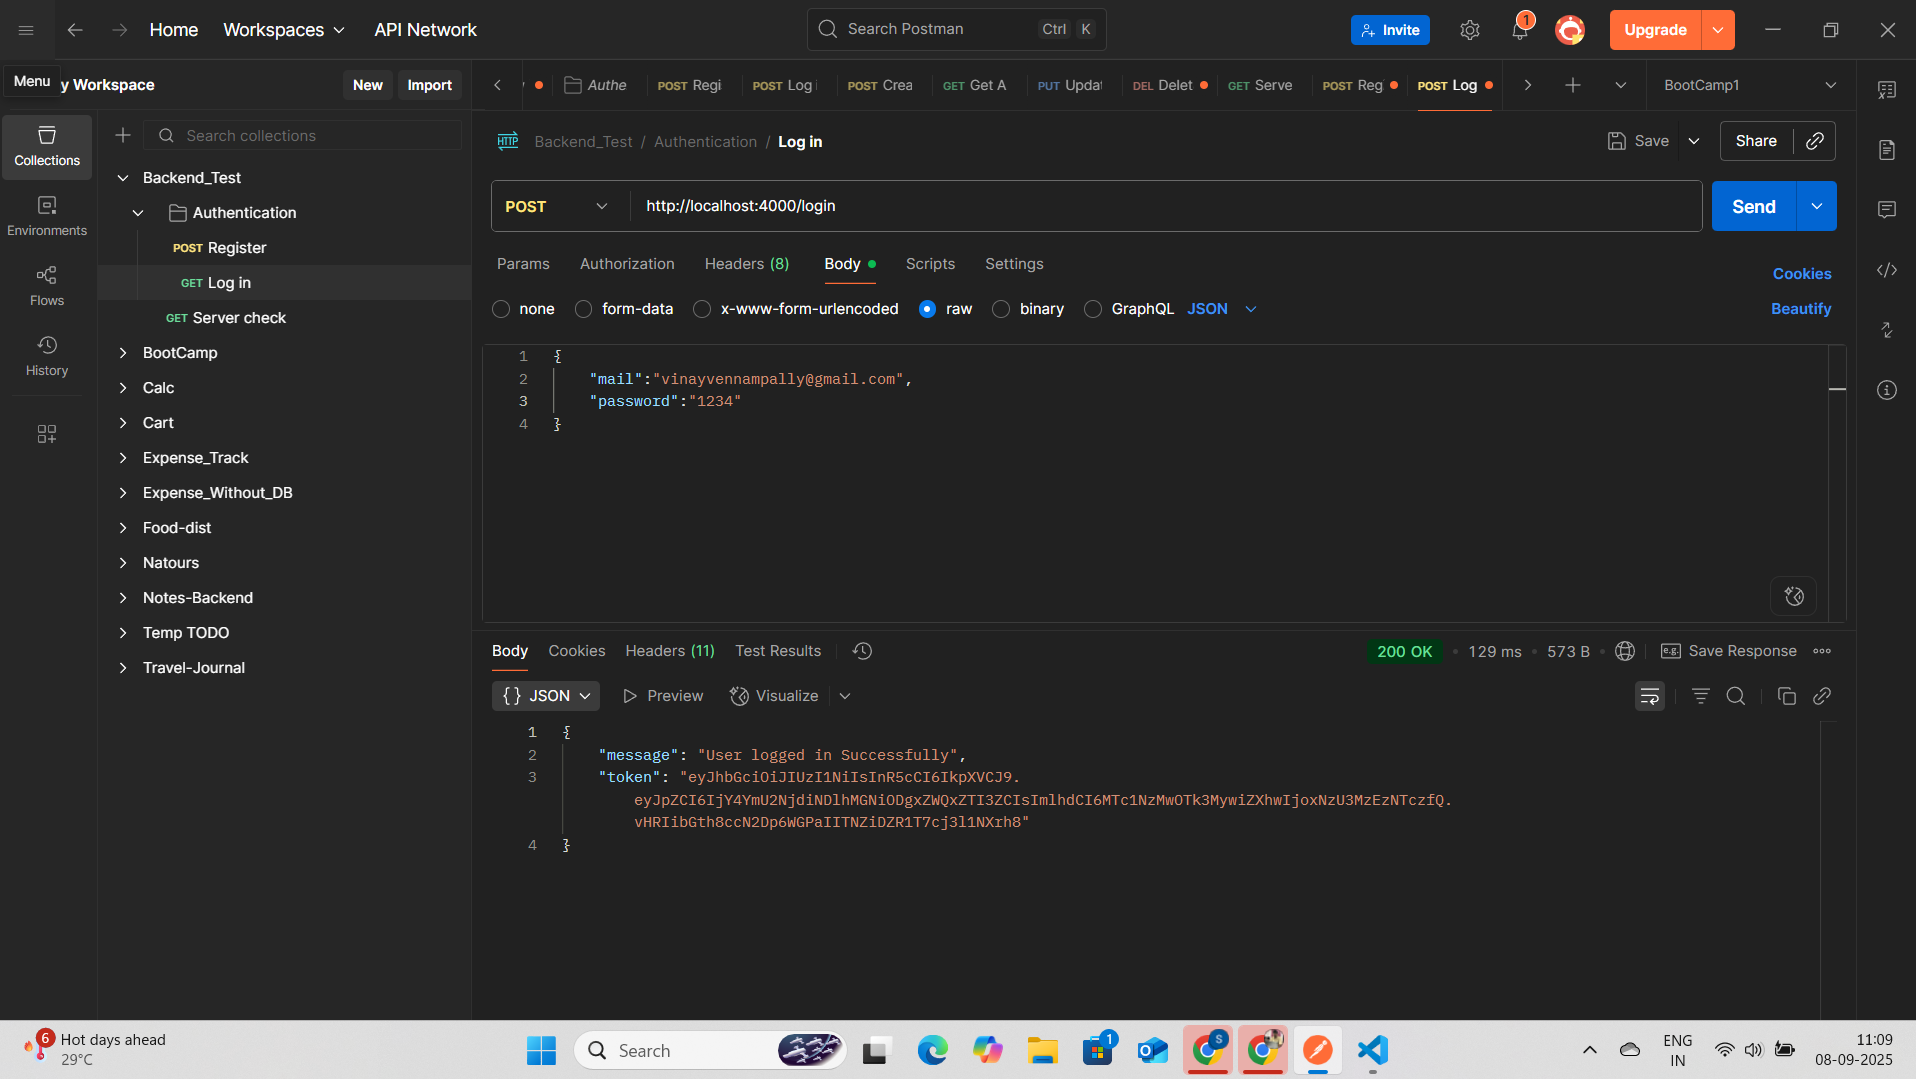 Home
Workspaces
API Network
Search Postman
Ctrl
K
Invite
1
Upgrade
Menu
y Workspace
New
Import
Authe
POST Regi
POST Log i
POST Crea
GET Get A
PUT Updat
DEL Delet
GET Serve
POST Reg
POST Log
BootCamp1
Collections
Environments
Flows
History
Search collections
Backend_Test
Authentication
POST Register
GET Log in
GET Server check
BootCamp
Calc
Cart
Expense_Track
Expense_Without_DB
Food-dist
Natours
Notes-Backend
Temp TODO
Travel-Journal
HTTP
Backend_Test / Authentication / Log in
Save
Share
POST
http://localhost:4000/login
Send
Params
Authorization
Headers (8)
Body
Scripts
Settings
Cookies
none
form-data
x-www-form-urlencoded
raw
binary
GraphQL
JSON
Beautify
1 {
2 "mail":"vinayvennampally@gmail.com",
3 "password":"1234"
4 }
Body
Cookies
Headers (11)
Test Results
200 OK
129 ms
573 B
e.g.
Save Response
{} JSON
Preview
Visualize
1 {
2 "message": "User logged in Successfully",
3 "token": "eyJhbGciOiJIUzI1NiIsInR5cCI6IkpXVCJ9.
eyJpZCI6IjY4YmU2NjdiNDlhMGNiODgxZWQxZTI3ZCIsImlhdCI6MTc1NzMwOTk3MywiZXhwIjoxNzU3MzEzNTczfQ.
vHRIibGth8ccN2Dp6WGPaIITNZiDZR1T7cj3l1NXrh8"
4 }
6
Hot days ahead
29°C
Search
1
S
ENG
IN
11:09
08-09-2025